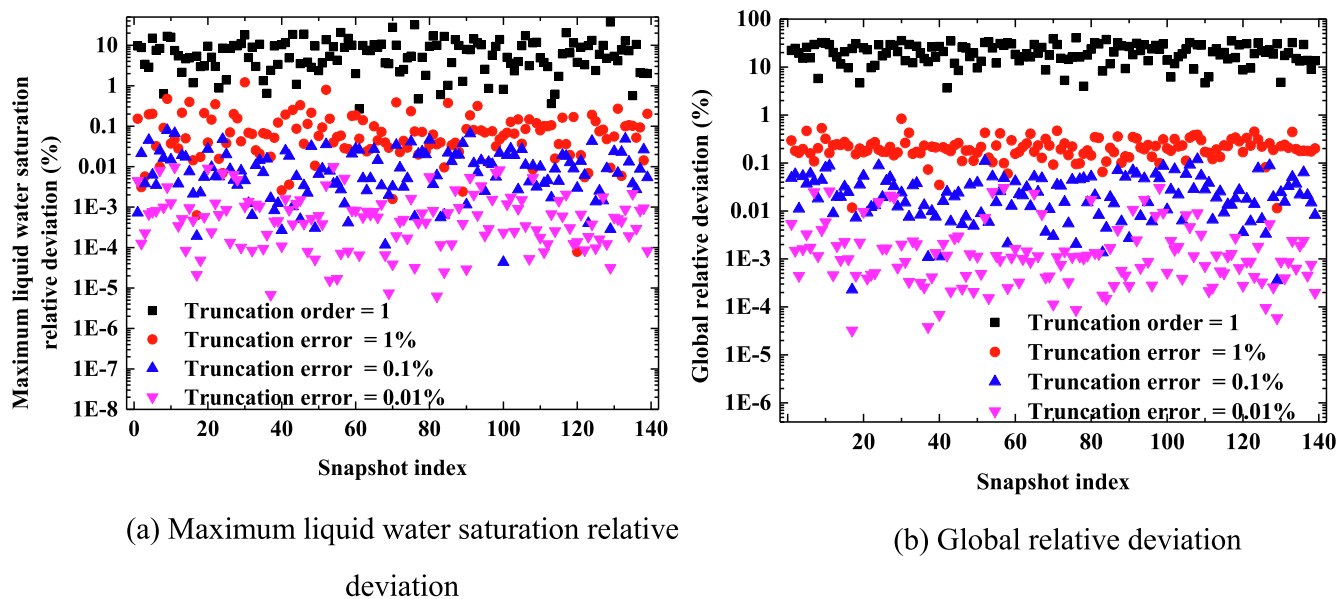 10
1
0.1
0.01
1E-3
1E-4
1E-5
1E-6
1E-7
1E-8
Maximum liquid water saturation
relative deviation (%)
Truncation order = 1
Truncation error = 1%
Truncation error = 0.1%
Truncation error = 0.01%
0 20 40 60 80 100 120 140
Snapshot index
(a) Maximum liquid water saturation relative
deviation
100
10
1
0.1
0.01
1E-3
1E-4
1E-5
1E-6
Global relative deviation (%)
Truncation order = 1
Truncation error = 1%
Truncation error = 0.1%
Truncation error = 0.01%
20 40 60 80 100 120 140
Snapshot index
(b) Global relative deviation